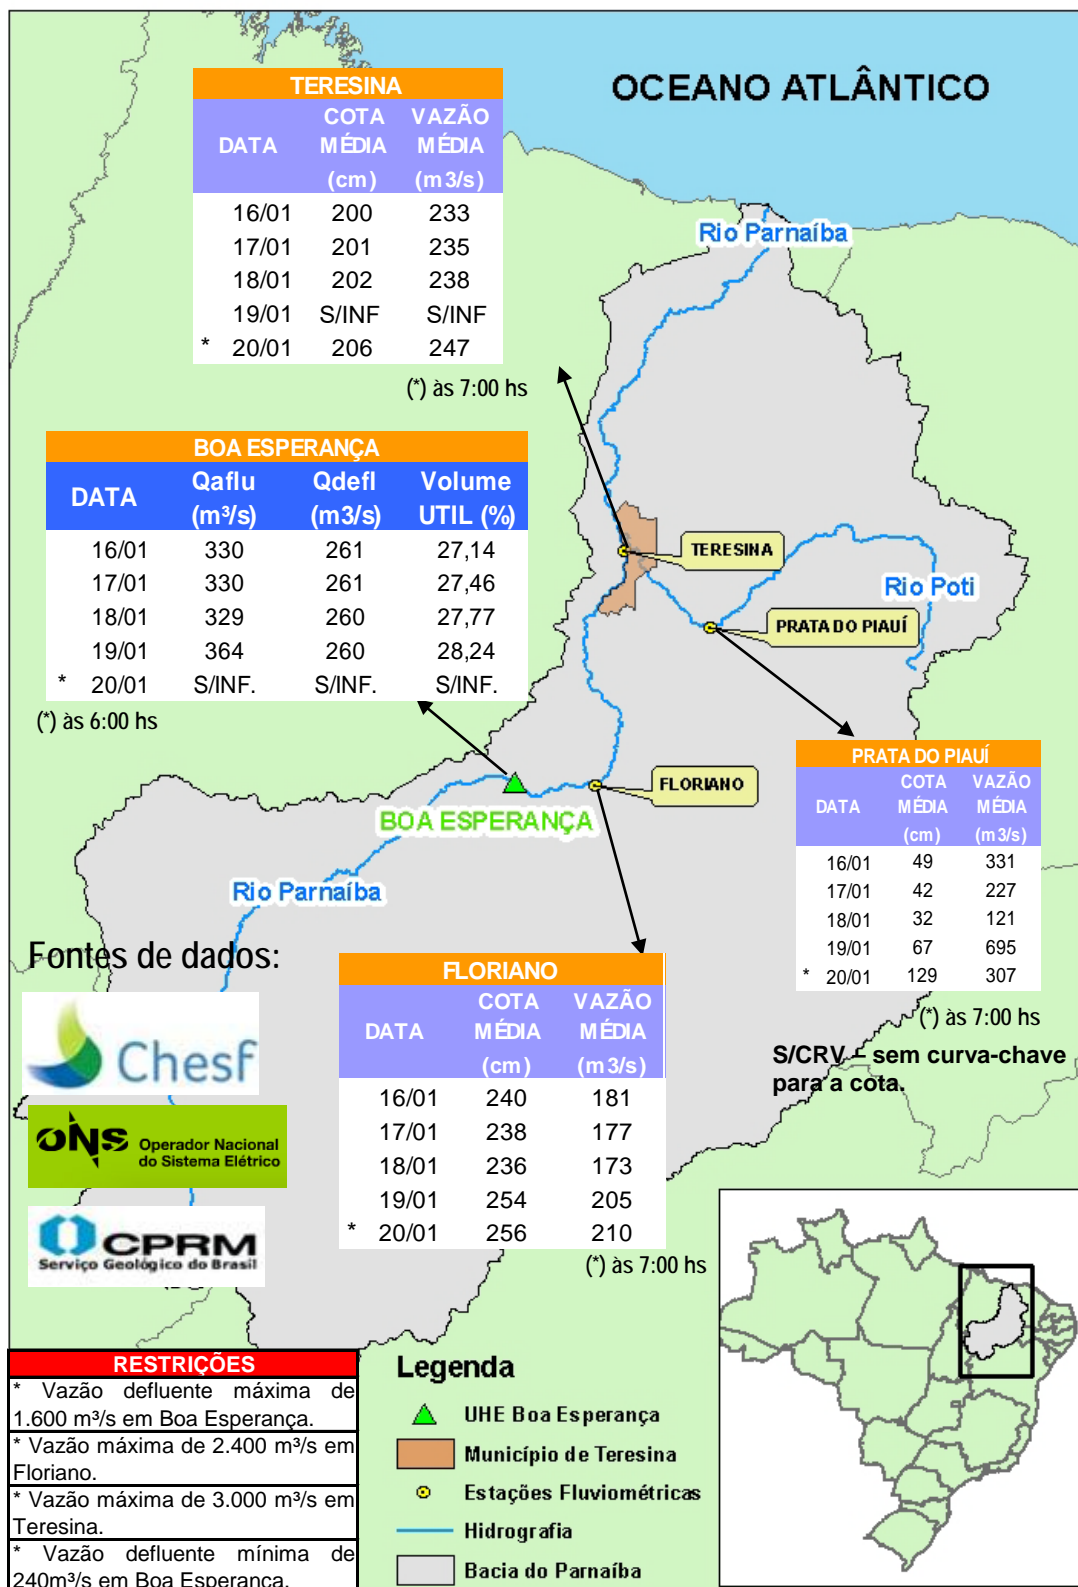 OCEANO ATLÂNTICO
TERESINA
DATA COTA MÉDIA (cm) VAZÃO MÉDIA (m3/s)
16/01 200 233
17/01 201 235
18/01 202 238
19/01 S/INF S/INF
* 20/01 206 247
(*) às 7:00 hs
Rio Parnaíba
BOA ESPERANÇA
DATA Qaflu (m³/s) Qdefl (m3/s) Volume UTIL (%)
16/01 330 261 27,14
17/01 330 261 27,46
18/01 329 260 27,77
19/01 364 260 28,24
* 20/01 S/INF. S/INF. S/INF.
(*) às 6:00 hs
TERESINA
Rio Poti
PRATA DO PIAUÍ
FLORIANO
BOA ESPERANÇA
Rio Parnaíba
PRATA DO PIAUÍ
DATA COTA MÉDIA (cm) VAZÃO MÉDIA (m3/s)
16/01 49 331
17/01 42 227
18/01 32 121
19/01 67 695
* 20/01 129 307
(*) às 7:00 hs
S/CRV – sem curva-chave
para a cota.
Fontes de dados:
Chesf
ONS Operador Nacional
do Sistema Elétrico
CPRM
Serviço Geológico do Brasil
FLORIANO
DATA COTA MÉDIA (cm) VAZÃO MÉDIA (m3/s)
16/01 240 181
17/01 238 177
18/01 236 173
19/01 254 205
* 20/01 256 210
(*) às 7:00 hs
RESTRIÇÕES
* Vazão defluente máxima de
1.600 m³/s em Boa Esperança.
* Vazão máxima de 2.400 m³/s em
Floriano.
* Vazão máxima de 3.000 m³/s em
Teresina.
* Vazão defluente mínima de
240m³/s em Boa Esperança.
Legenda
UHE Boa Esperança
Município de Teresina
Estações Fluviométricas
Hidrografia
Bacia do Parnaíba